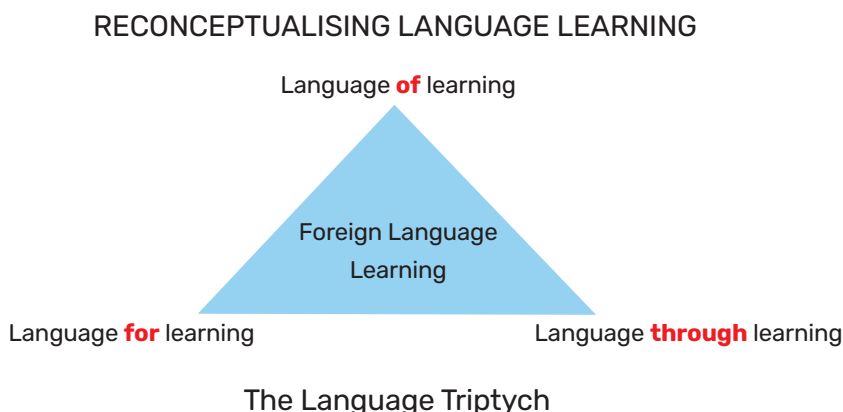 RECONCEPTUALISING LANGUAGE LEARNING
Language of learning
Foreign Language
Learning
Language for learning
Language through learning
The Language Triptych